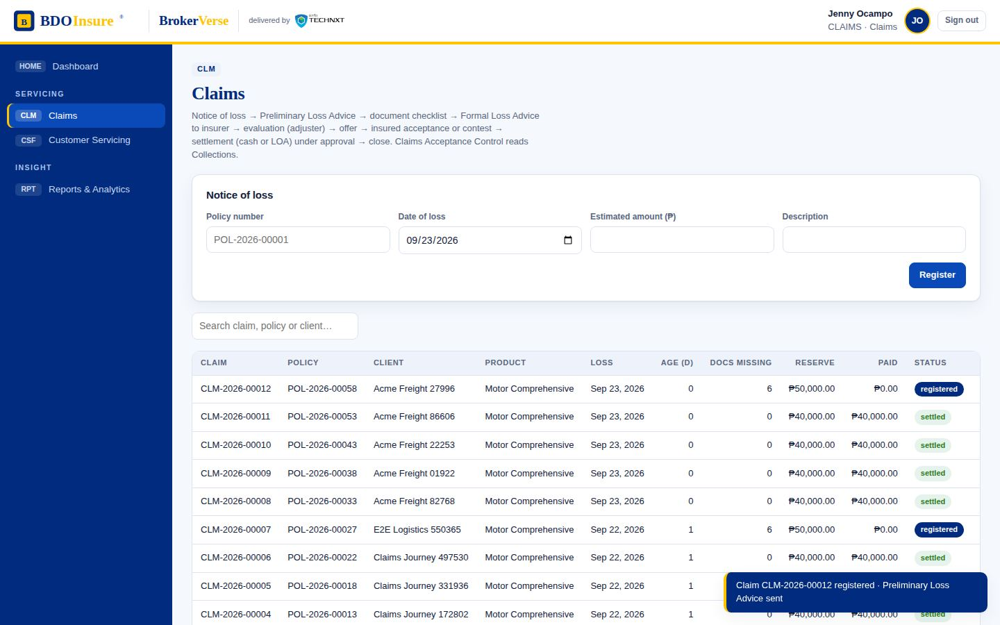 B BDOInsure ® BrokerVerse delivered by TECHNXT Jenny Ocampo CLAIMS · Claims JO Sign out
HOME Dashboard
SERVICING
CLM Claims
CSF Customer Servicing
INSIGHT
RPT Reports & Analytics
CLM
Claims
Notice of loss → Preliminary Loss Advice → document checklist → Formal Loss Advice
to insurer → evaluation (adjuster) → offer → insured acceptance or contest →
settlement (cash or LOA) under approval → close. Claims Acceptance Control reads
Collections.
Notice of loss
Policy number Date of loss Estimated amount (₱) Description
POL-2026-00001 09/23/2026
Register
Search claim, policy or client…
CLAIM POLICY CLIENT PRODUCT LOSS AGE (D) DOCS MISSING RESERVE PAID STATUS
CLM-2026-00012 POL-2026-00058 Acme Freight 27996 Motor Comprehensive Sep 23, 2026 0 6 ₱50,000.00 ₱0.00 registered
CLM-2026-00011 POL-2026-00053 Acme Freight 86606 Motor Comprehensive Sep 23, 2026 0 0 ₱40,000.00 ₱40,000.00 settled
CLM-2026-00010 POL-2026-00043 Acme Freight 22253 Motor Comprehensive Sep 23, 2026 0 0 ₱40,000.00 ₱40,000.00 settled
CLM-2026-00009 POL-2026-00038 Acme Freight 01922 Motor Comprehensive Sep 23, 2026 0 0 ₱40,000.00 ₱40,000.00 settled
CLM-2026-00008 POL-2026-00033 Acme Freight 82768 Motor Comprehensive Sep 23, 2026 0 0 ₱40,000.00 ₱40,000.00 settled
CLM-2026-00007 POL-2026-00027 E2E Logistics 550365 Motor Comprehensive Sep 22, 2026 1 6 ₱50,000.00 ₱0.00 registered
CLM-2026-00006 POL-2026-00022 Claims Journey 497530 Motor Comprehensive Sep 22, 2026 1 0 ₱40,000.00 ₱40,000.00 settled
CLM-2026-00005 POL-2026-00018 Claims Journey 331936 Motor Comprehensive Sep 22, 2026 1
CLM-2026-00004 POL-2026-00013 Claims Journey 172802 Motor Comprehensive Sep 22, 2026 1 0 ₱40,000.00 ₱40,000.00 settled
Claim CLM-2026-00012 registered · Preliminary Loss
Advice sent